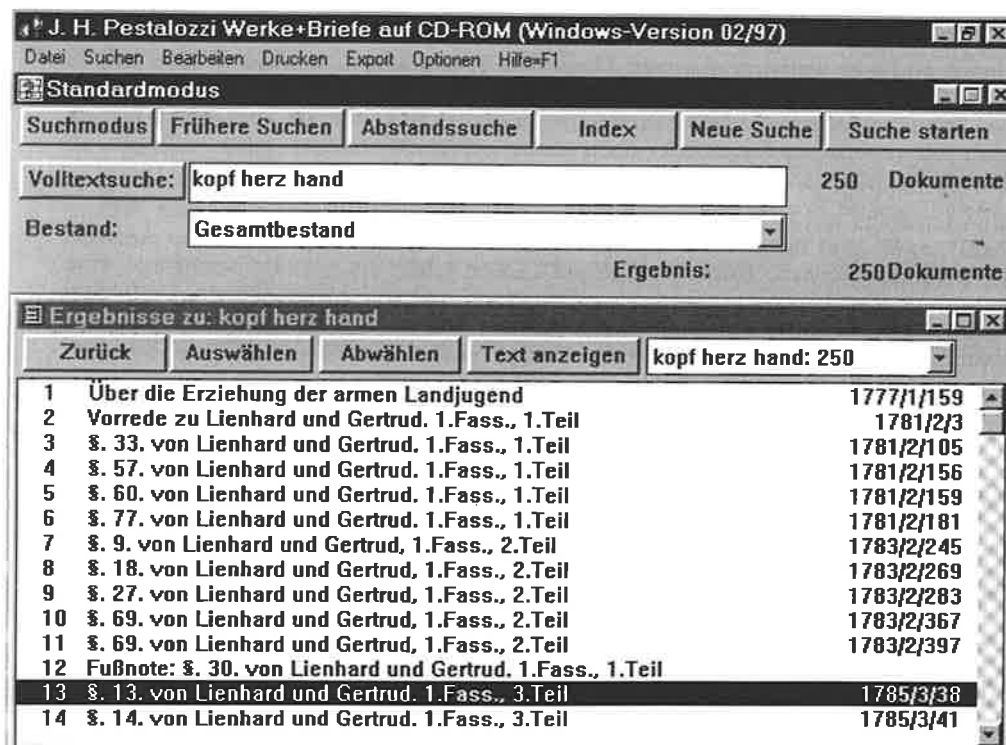 J. H. Pestalozzi Werke+Briefe auf CD-ROM (Windows-Version 02/97)
Datei Suchen Bearbeiten Drucken Export Optionen Hilfe=F1
Standardmodus
Suchmodus Frühere Suchen Abstandssuche Index Neue Suche Suche starten
Volltextsuche: kopf herz hand 250 Dokumente
Bestand: Gesamtbestand
Ergebnis: 250 Dokumente
Ergebnisse zu: kopf herz hand
Zurück Auswählen Abwählen Text anzeigen kopf herz hand: 250
1 Über die Erziehung der armen Landjugend 1777/1/159
2 Vorrede zu Lienhard und Gertrud. 1.Fass., 1.Teil 1781/2/3
3 §. 33. von Lienhard und Gertrud. 1.Fass., 1.Teil 1781/2/105
4 §. 57. von Lienhard und Gertrud. 1.Fass., 1.Teil 1781/2/156
5 §. 60. von Lienhard und Gertrud. 1.Fass., 1.Teil 1781/2/159
6 §. 77. von Lienhard und Gertrud. 1.Fass., 1.Teil 1781/2/181
7 §. 9. von Lienhard und Gertrud, 1.Fass., 2.Teil 1783/2/245
8 §. 18. von Lienhard und Gertrud, 1.Fass., 2.Teil 1783/2/269
9 §. 27. von Lienhard und Gertrud, 1.Fass., 2.Teil 1783/2/283
10 §. 69. von Lienhard und Gertrud, 1.Fass., 2.Teil 1783/2/367
11 §. 69. von Lienhard und Gertrud, 1.Fass., 2.Teil 1783/2/397
12 Fußnote: §. 30. von Lienhard und Gertrud. 1.Fass., 1.Teil
13 §. 13. von Lienhard und Gertrud. 1.Fass., 3.Teil 1785/3/38
14 §. 14. von Lienhard und Gertrud. 1.Fass., 3.Teil 1785/3/41